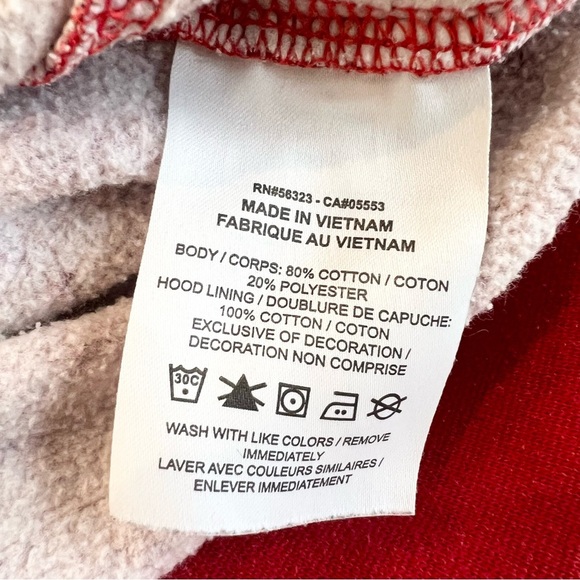 RN#56323 - CA#05553
MADE IN VIETNAM
FABRIQUE AU VIETNAM
BODY / CORPS: 80% COTTON / COTON
20% POLYESTER
HOOD LINING / DOUBLURE DE CAPUCHE:
100% COTTON / COTON
EXCLUSIVE OF DECORATION /
DECORATION NON COMPRISE
30C
WASH WITH LIKE COLORS / REMOVE
IMMEDIATELY
LAVER AVEC COULEURS SIMILAIRES /
ENLEVER IMMEDIATEMENT